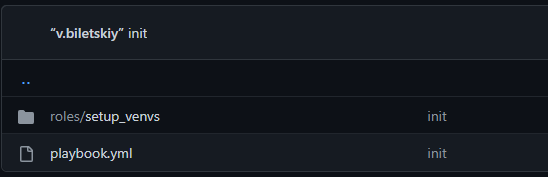 “v.biletskiy” init
..
roles/setup_venvs init
playbook.yml init